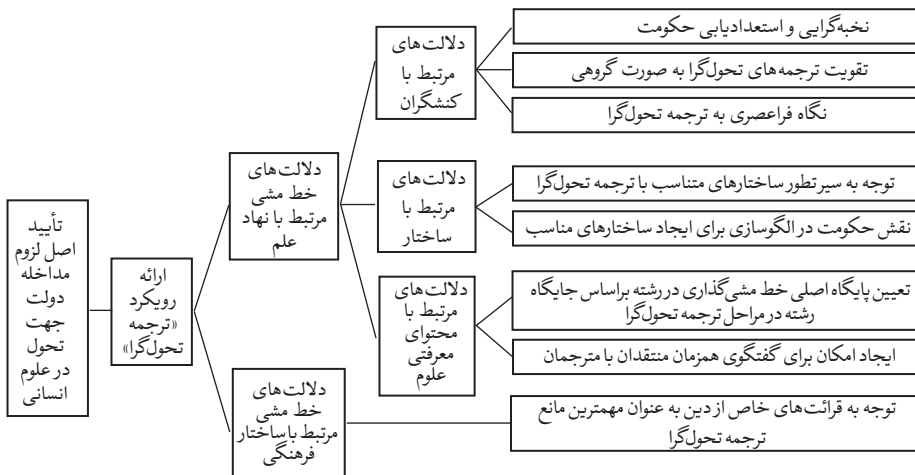 تأیید
اصل لزوم
مداخله
دولت
جهت
تحول
در علوم
انسانی
ارائه
رویکرد
«ترجمه
تحول‌گرا»
دلالت‌های
خط مشی
مرتبط با نهاد
علم
دلالت‌های
مرتبط با
کنشگران
نخبه‌گرایی و استعدادیابی حکومت
تقویت ترجمه‌های تحول‌گرا به صورت گروهی
نگاه فراعصری به ترجمه تحول‌گرا
دلالت‌های
مرتبط با
ساختار
توجه به سیر تطور ساختارهای متناسب با ترجمه تحول‌گرا
نقش حکومت در الگوسازی برای ایجاد ساختارهای مناسب
دلالت‌های
مرتبط با
محتوای
معرفتی
علوم
تعیین پایگاه اصلی خط مشی‌گذاری در رشته براساس جایگاه
رشته در مراحل ترجمه تحول‌گرا
ایجاد امکان برای گفتگوی همزمان منتقدان با مترجمان
دلالت‌های
خط مشی
مرتبط با ساختار
فرهنگی
توجه به قرائت‌های خاص از دین به عنوان مهمترین مانع
ترجمه تحول‌گرا